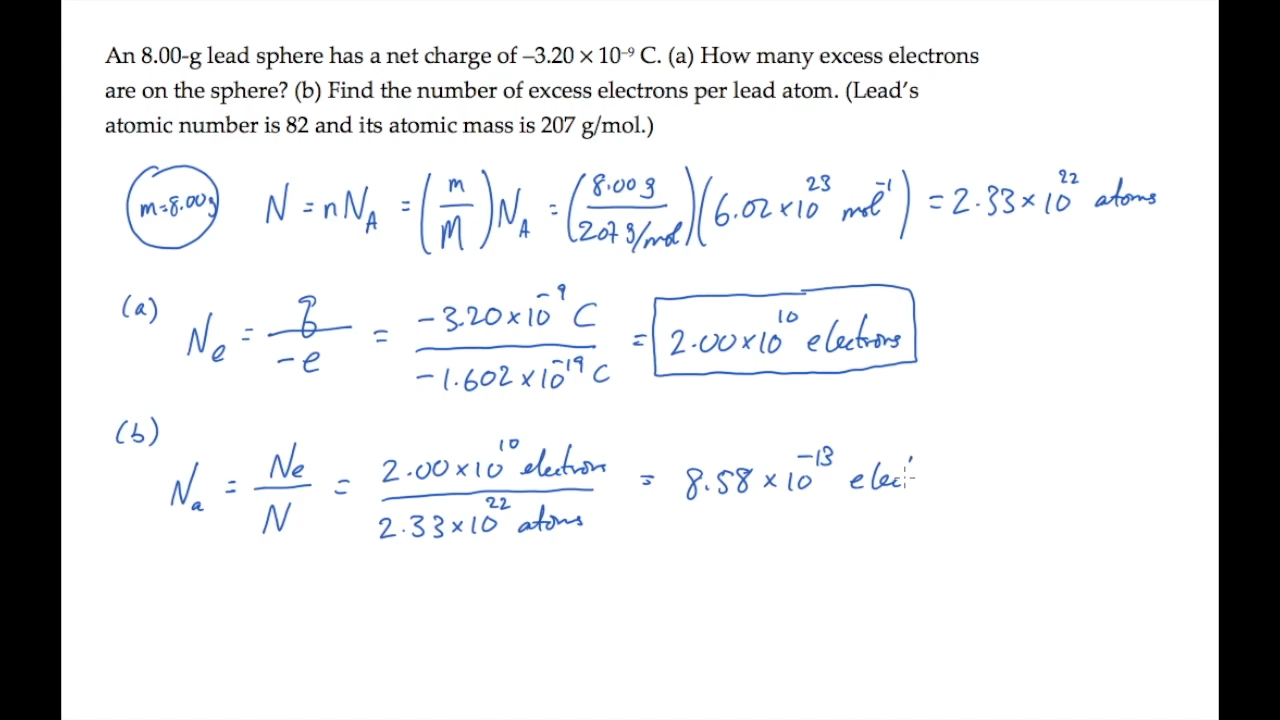 An 8.00-g lead sphere has a net charge of –3.20 × 10⁻⁹ C. (a) How many excess electrons
are on the sphere? (b) Find the number of excess electrons per lead atom. (Lead’s
atomic number is 82 and its atomic mass is 207 g/mol.)
m=8.00g N = nN_A = (m/M) N_A = (8.00 g / 207 g/mol)(6.02×10²³ mol⁻¹) = 2.33×10²² atoms
(a)
N_e = q/-e = -3.20×10⁻⁹ C / -1.602×10⁻¹⁹ C = 2.00×10¹⁰ electrons
(b)
N_a = N_e/N = 2.00×10¹⁰ electrons / 2.33×10²² atoms = 8.58×10⁻¹³ elec